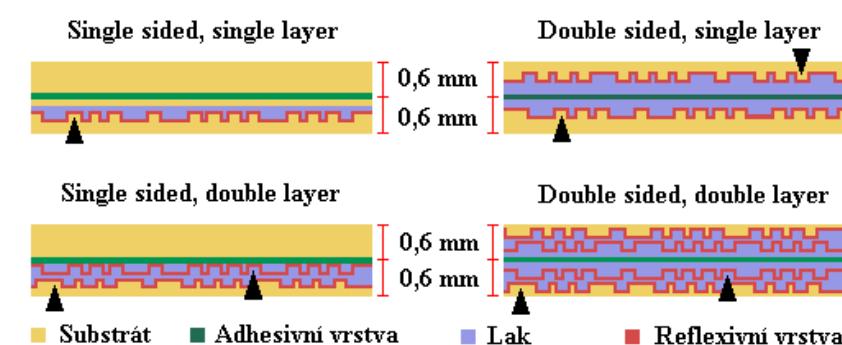 Single sided, single layer
Double sided, single layer
0,6 mm
0,6 mm
Single sided, double layer
Double sided, double layer
0,6 mm
0,6 mm
Substrát
Adhesivní vrstva
Lak
Reflexivní vrstva